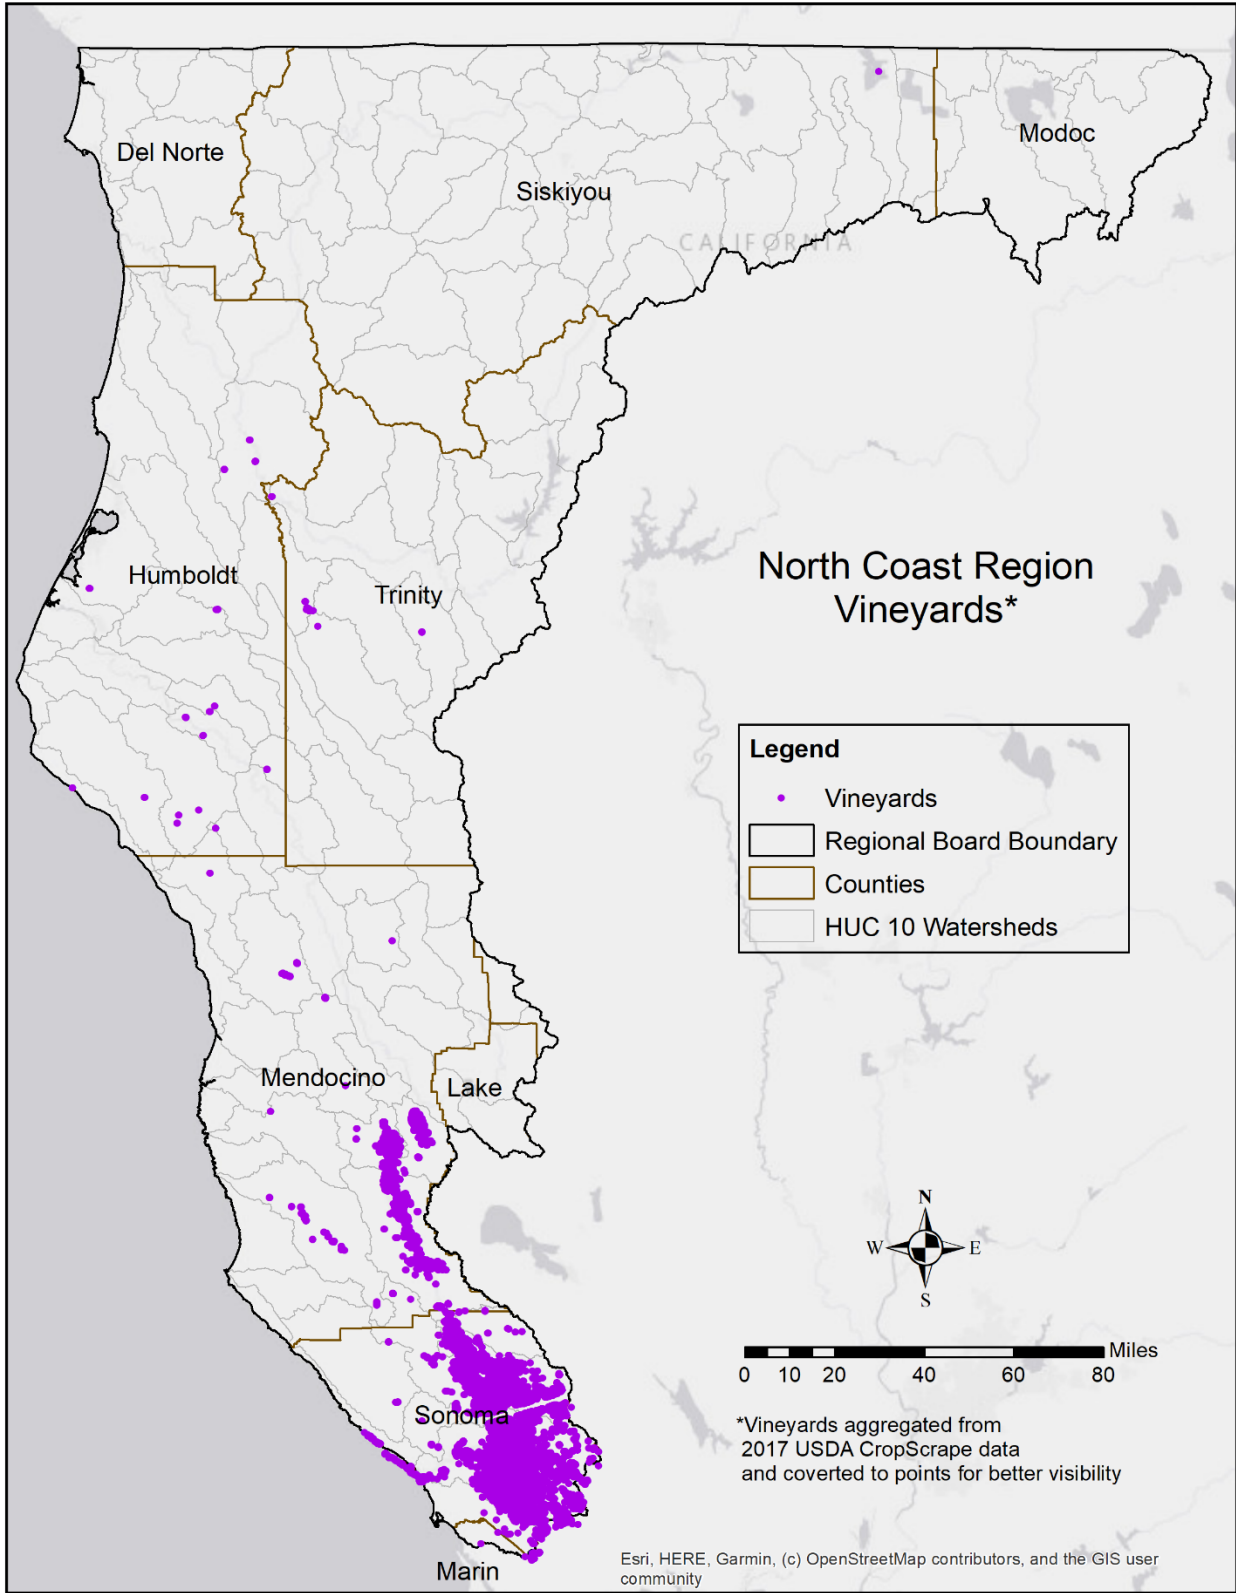 Del Norte
Siskiyou
Modoc
CALIFORNIA
Humboldt
Trinity
North Coast Region
Vineyards*
Legend
Vineyards
Regional Board Boundary
Counties
HUC 10 Watersheds
Mendocino
Lake
N
W
E
S
Miles
0 10 20 40 60 80
Sonoma
*Vineyards aggregated from
2017 USDA CropScrape data
and coverted to points for better visibility
Marin
Esri, HERE, Garmin, (c) OpenStreetMap contributors, and the GIS user
community